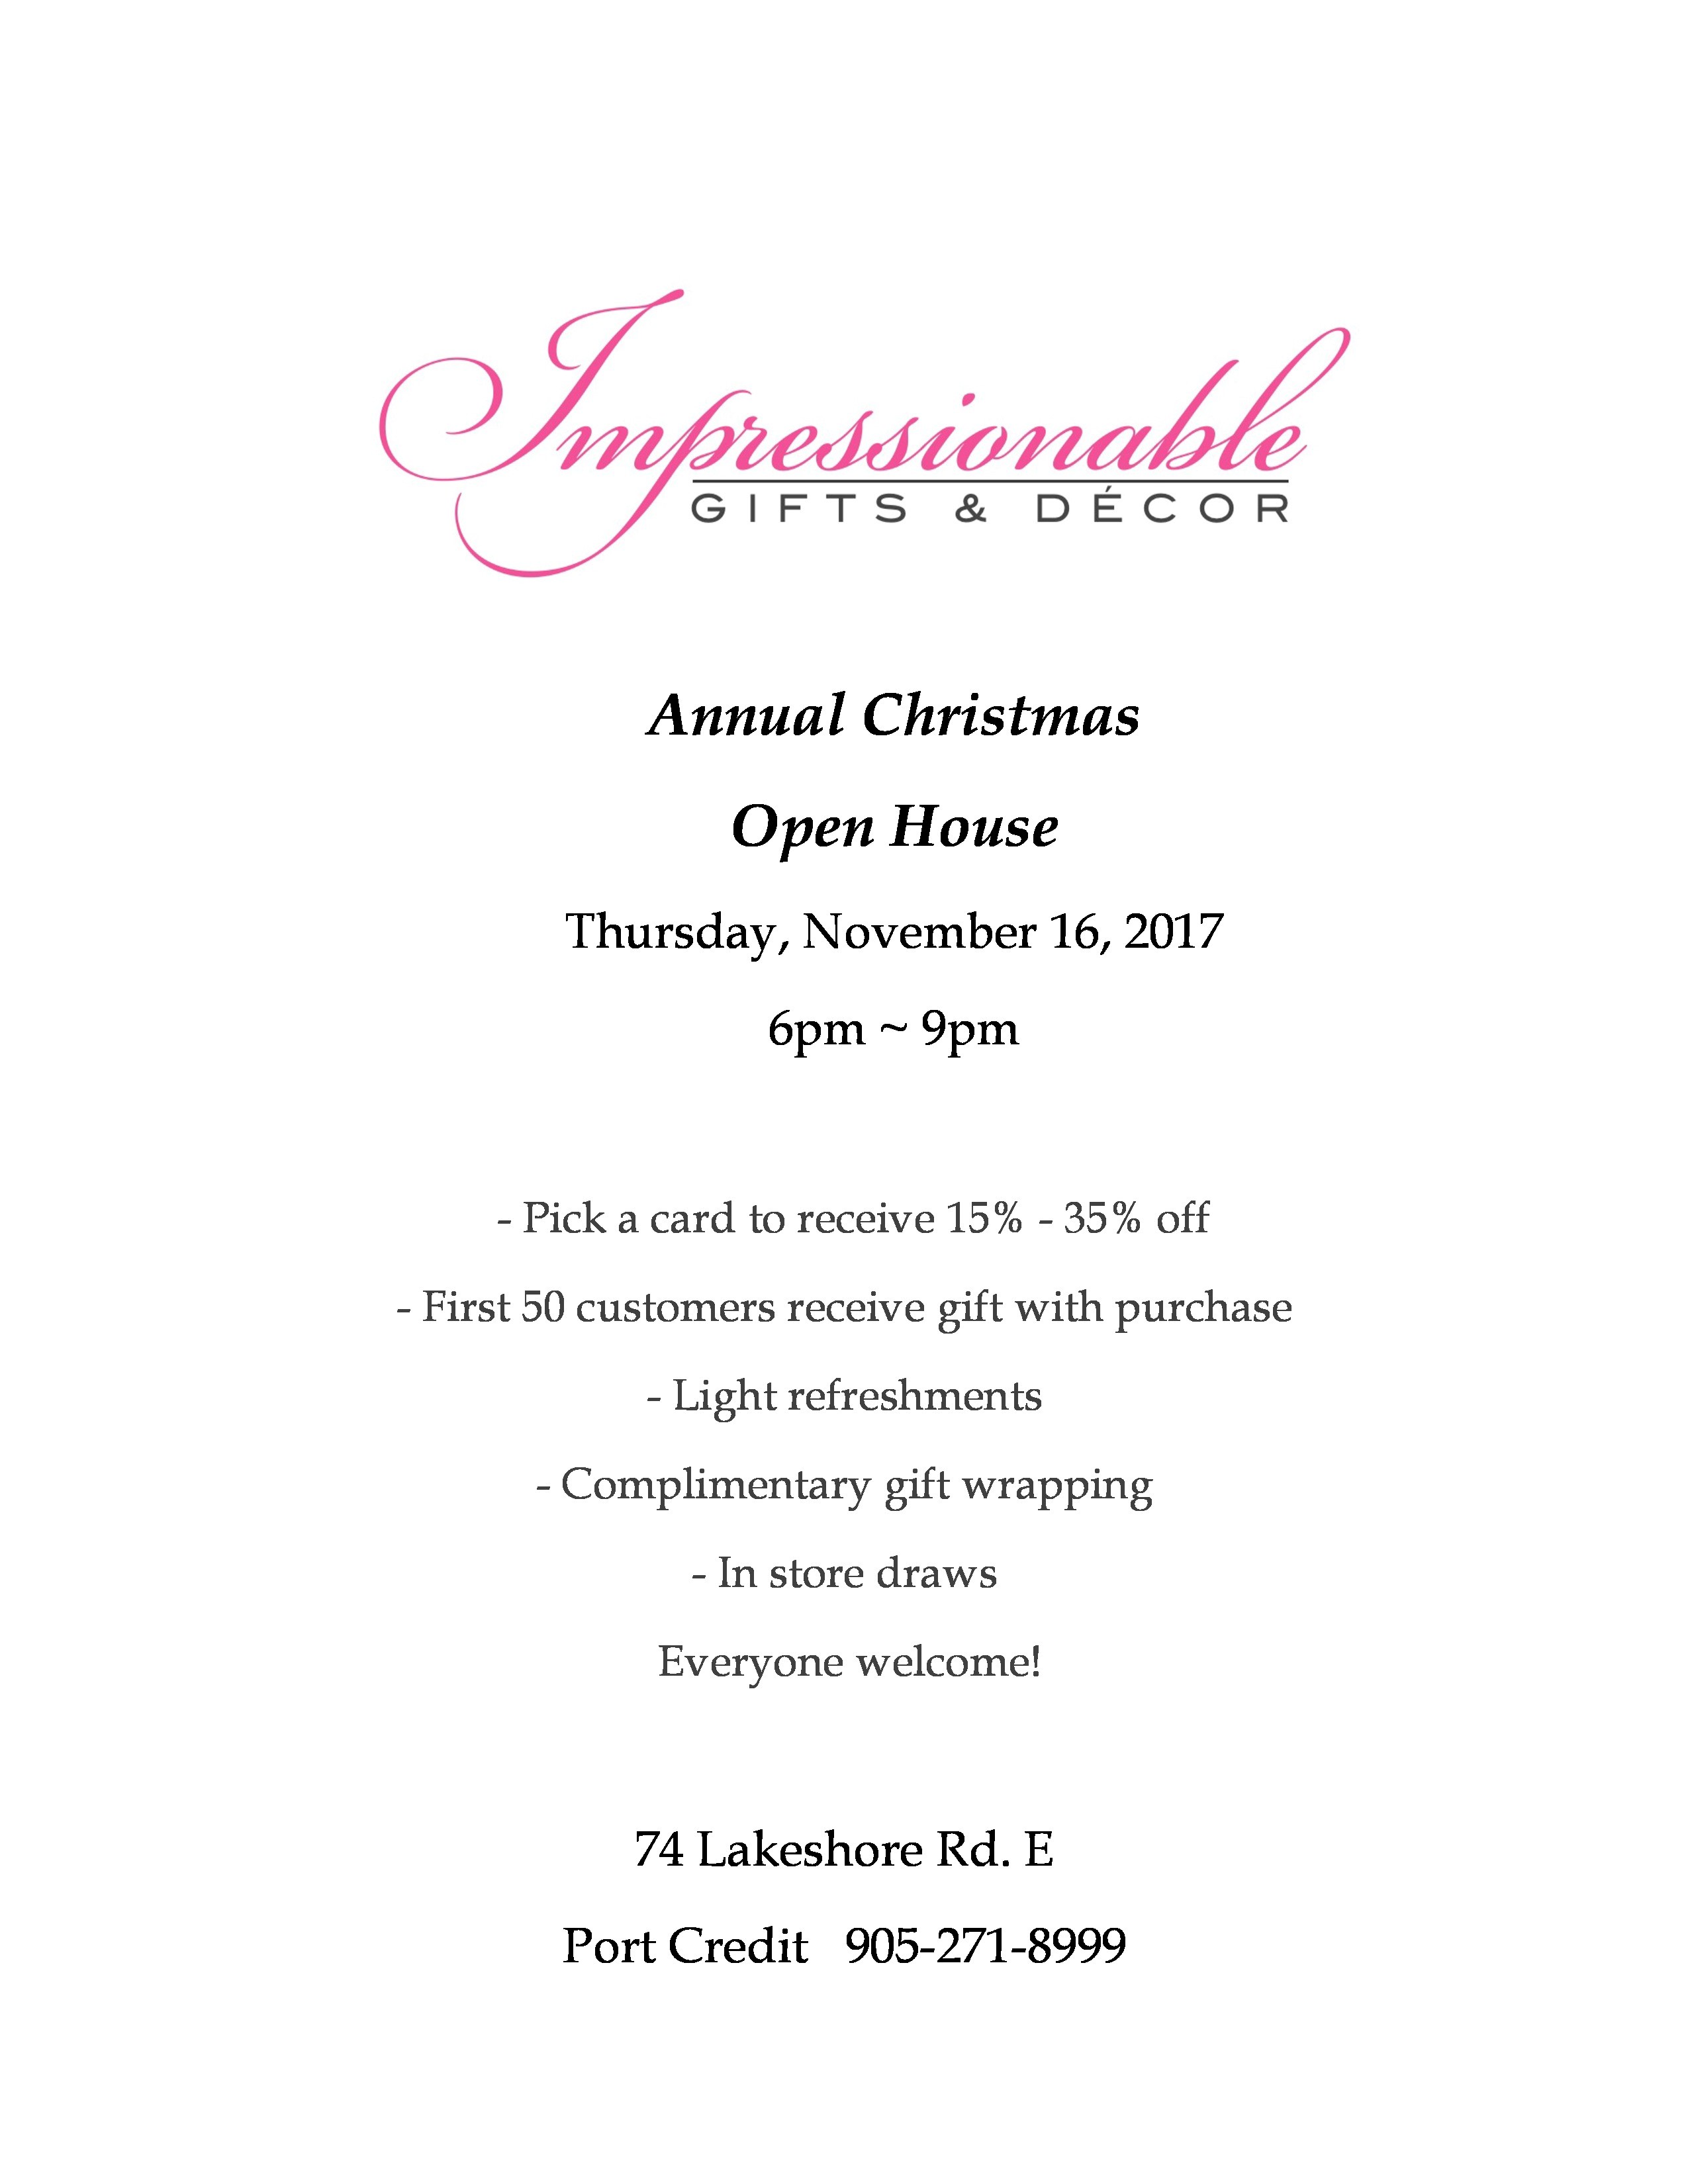 Impressionable
GIFTS & DÉCOR
Annual Christmas
Open House
Thursday, November 16, 2017
6pm ~ 9pm
- Pick a card to receive 15% - 35% off
- First 50 customers receive gift with purchase
- Light refreshments
- Complimentary gift wrapping
- In store draws
Everyone welcome!
74 Lakeshore Rd. E
Port Credit   905-271-8999